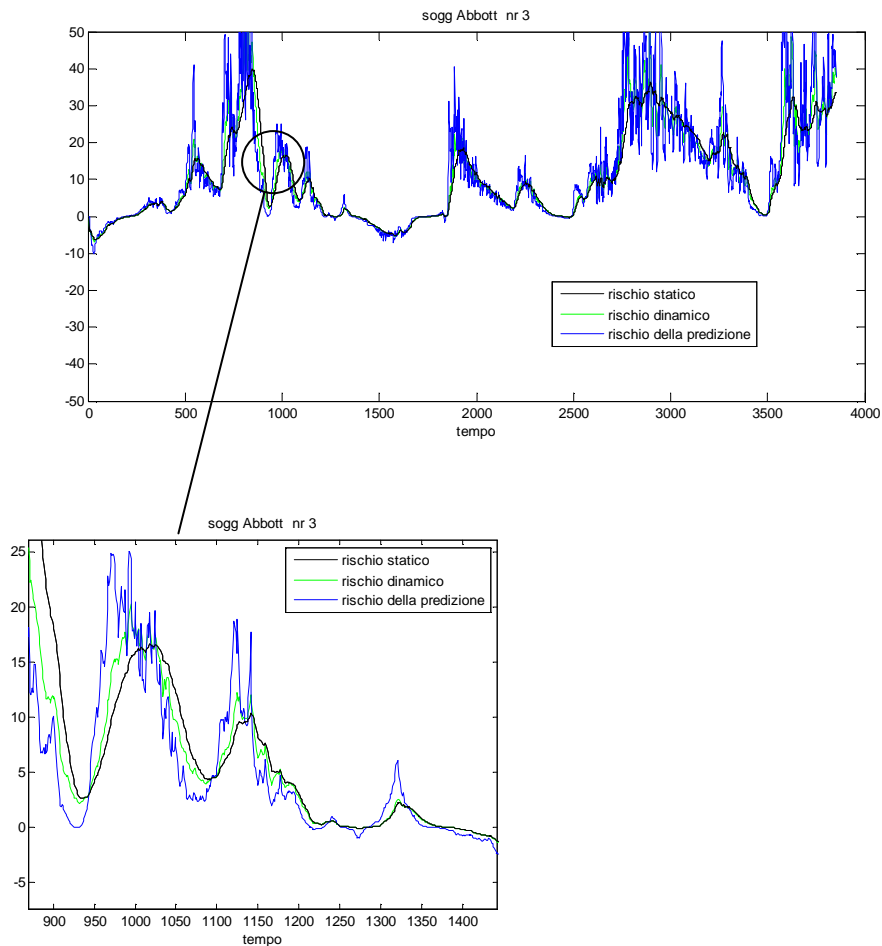 sogg Abbott nr 3
50
40
30
20
10
0
-10
-20
-30
-40
-50
rischio statico
rischio dinamico
rischio della predizione
0 500 1000 1500 2000 2500 3000 3500 4000
tempo
sogg Abbott nr 3
25
20
15
10
5
0
-5
rischio statico
rischio dinamico
rischio della predizione
900 950 1000 1050 1100 1150 1200 1250 1300 1350 1400
tempo